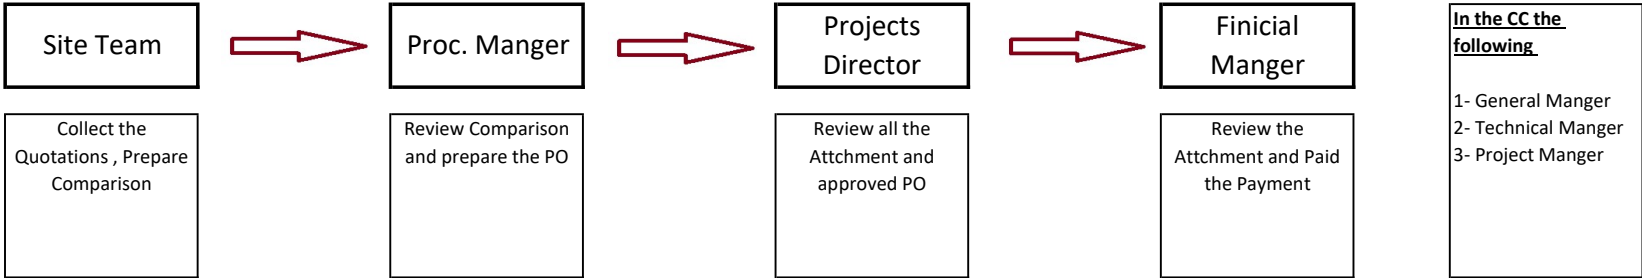 Site Team
Proc. Manger
Projects
Director
Finicial
Manger
In the CC the
following
1- General Manger
2- Technical Manger
3- Project Manger
Collect the
Quotations , Prepare
Comparison
Review Comparison
and prepare the PO
Review all the
Attchment and
approved PO
Review the
Attchment and Paid
the Payment